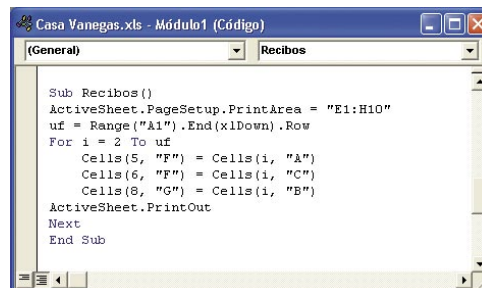 Casa Vanegas.xls - Módulo1 (Código)
(General) Recibos
Sub Recibos()
ActiveSheet.PageSetup.PrintArea = "E1:H10"
uf = Range("A1").End(xlDown).Row
For i = 2 To uf
Cells(5, "F") = Cells(i, "A")
Cells(6, "F") = Cells(i, "C")
Cells(8, "G") = Cells(i, "B")
ActiveSheet.PrintOut
Next
End Sub